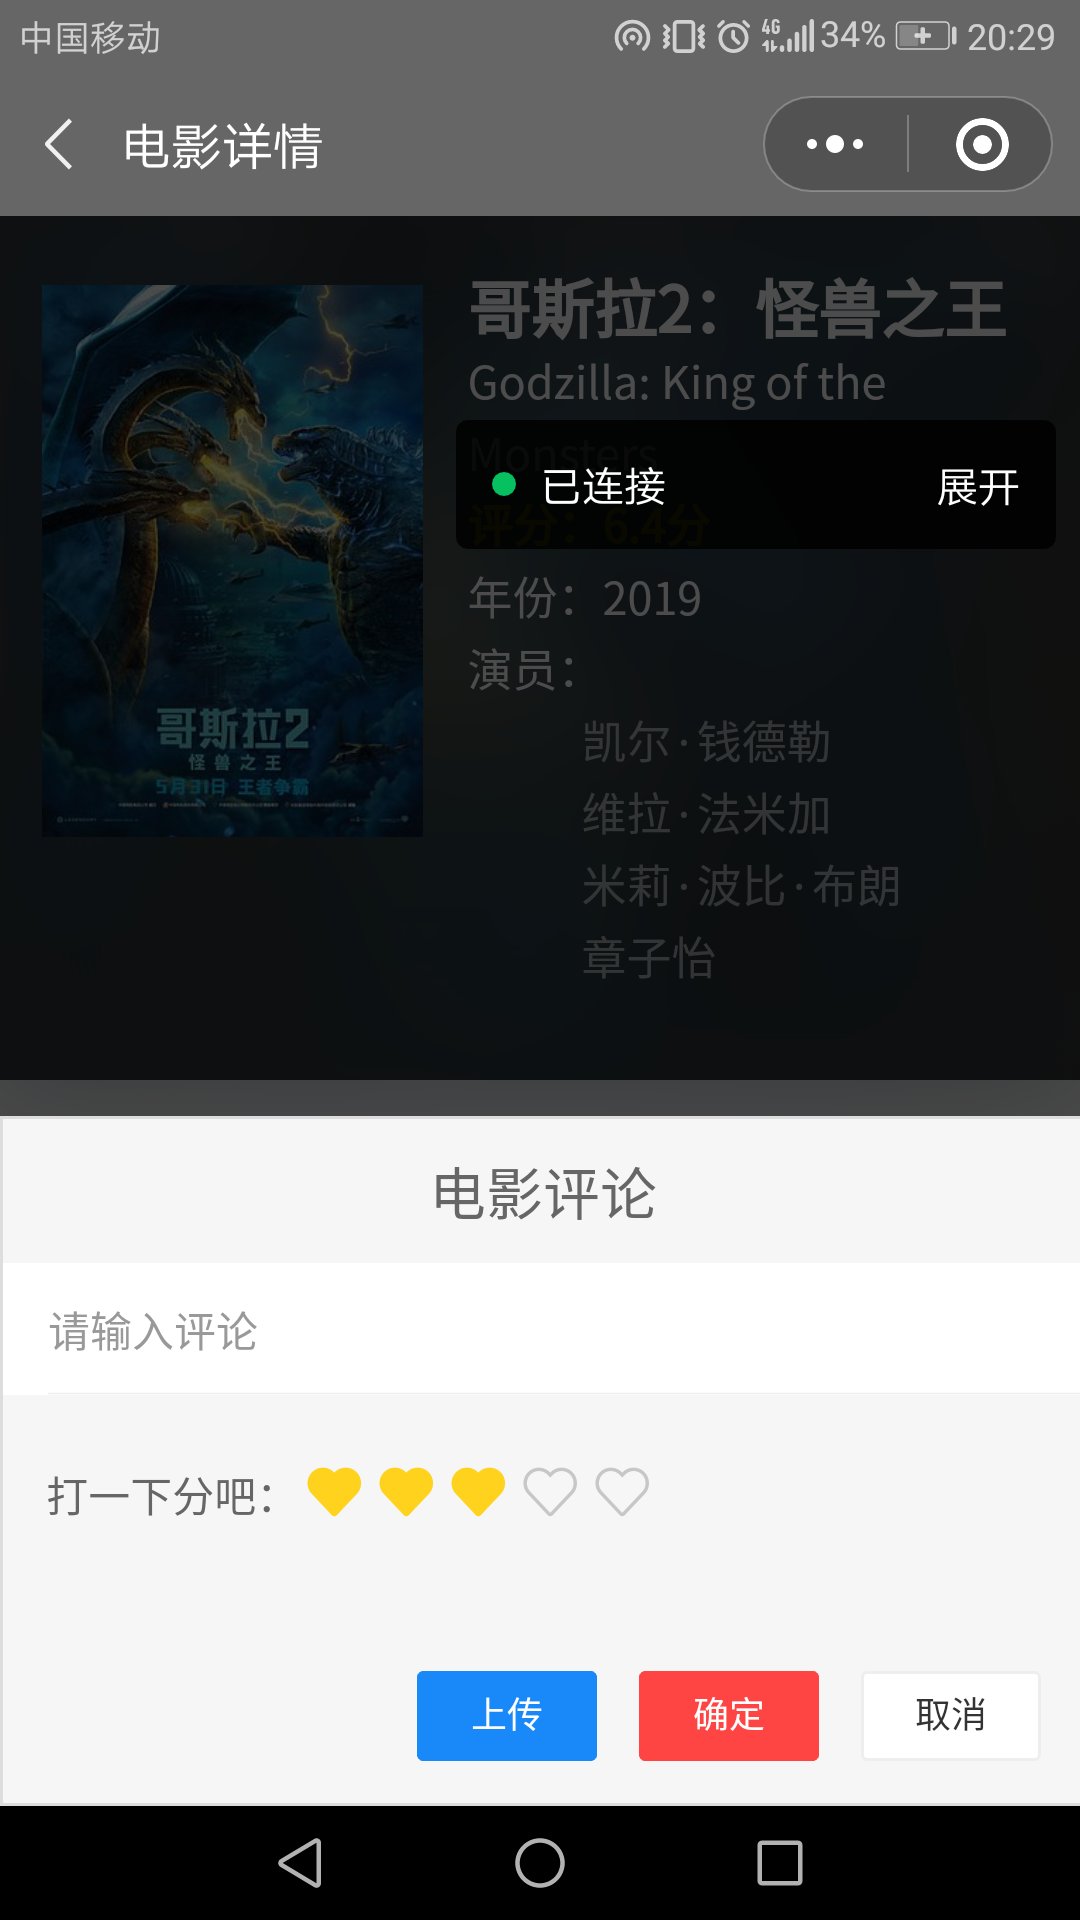 中国移动
4G 34% 20:29
电影详情
哥斯拉2：怪兽之王
Godzilla: King of the
Monsters
已连接 展开
评分：6.4分
年份：2019
演员：
凯尔·钱德勒
维拉·法米加
米莉·波比·布朗
章子怡
哥斯拉2
怪兽之王
5月31日 王者争霸
电影评论
请输入评论
打一下分吧：
上传 确定 取消